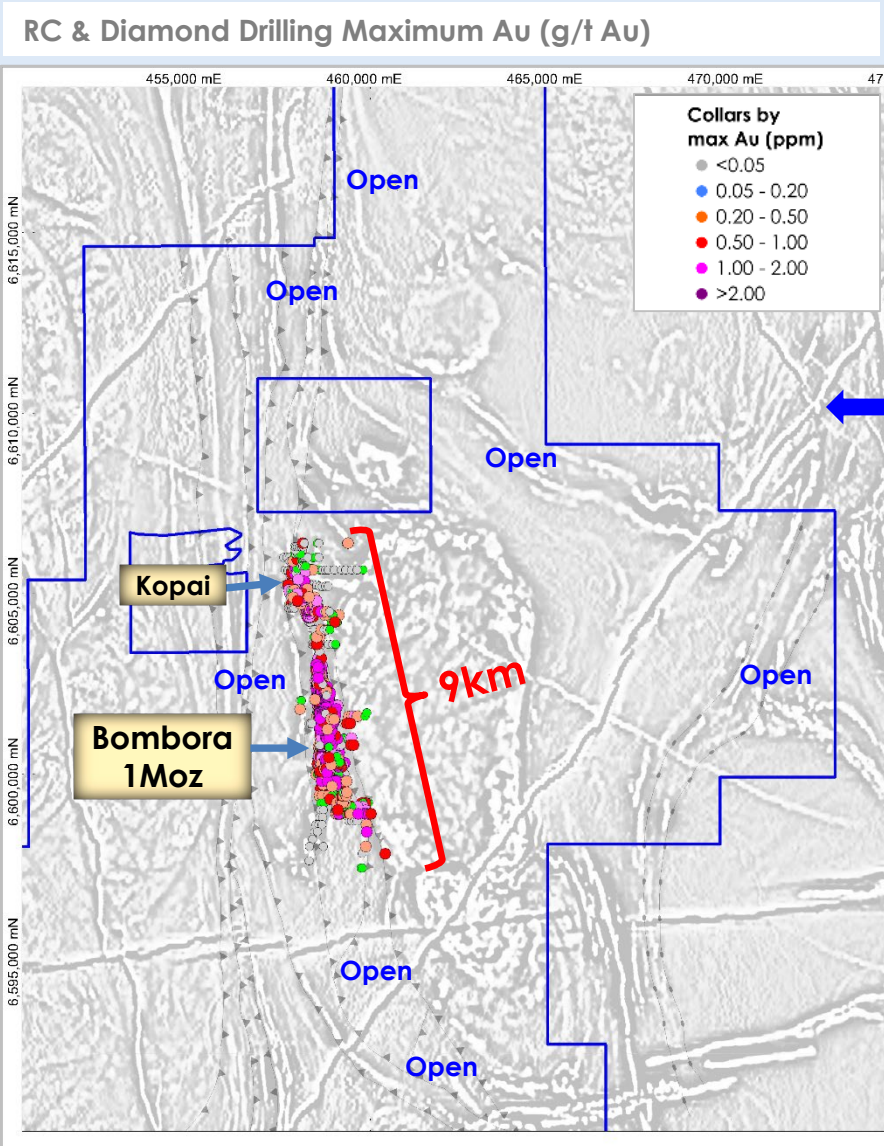 RC & Diamond Drilling Maximum Au (g/t Au)
455,000 mE
460,000 mE
465,000 mE
470,000 mE
47
Collars by
max Au (ppm)
<0.05
0.05 - 0.20
0.20 - 0.50
0.50 - 1.00
1.00 - 2.00
>2.00
Open
6,615,000 mN
Open
6,610,000 mN
Open
Kopai
6,605,000 mN
Open
9km
Open
Bombora
1Moz
6,600,000 mN
6,595,000 mN
Open
Open